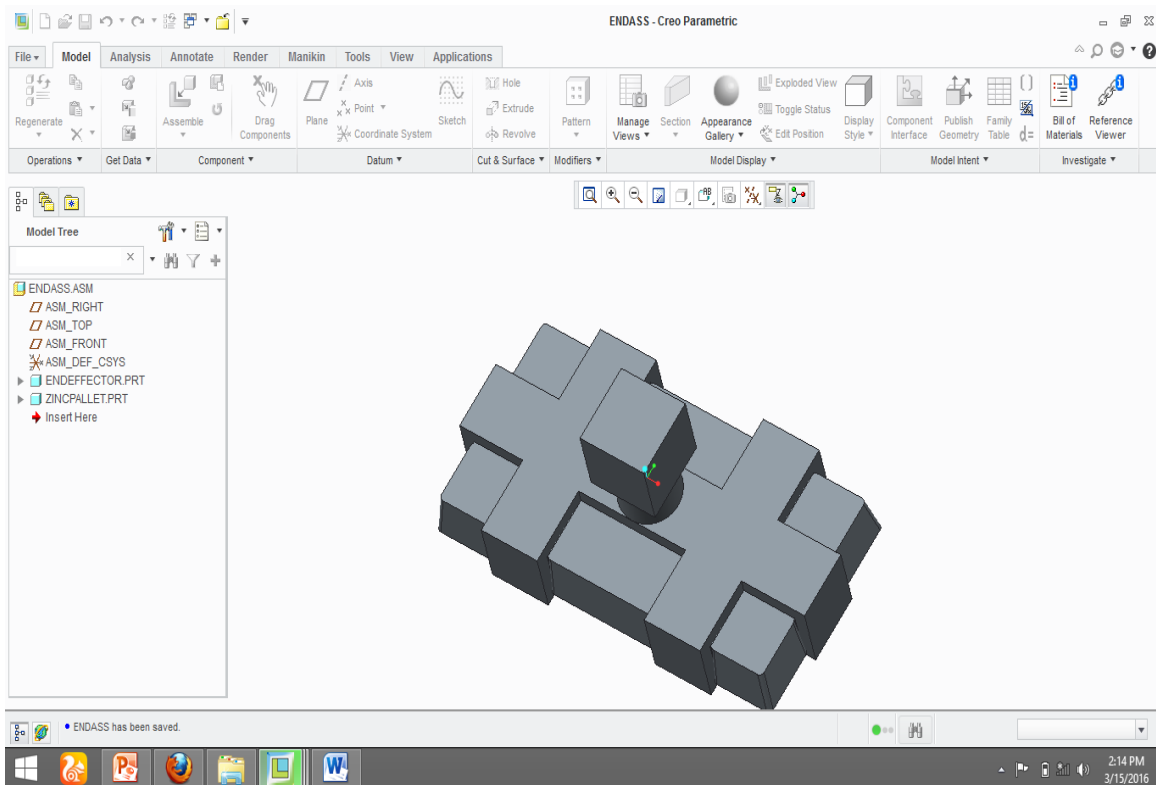 ENDASS - Creo Parametric
File Model Analysis Annotate Render Manikin Tools View Applications
Regenerate
Assemble
Drag
Components
Plane
Axis
Point
Coordinate System
Sketch
Hole
Extrude
Revolve
Pattern
Manage
Views
Section
Appearance
Gallery
Exploded View
Toggle Status
Edit Position
Display
Style
Component
Interface
Publish
Geometry
Family
Table
d=
Bill of
Materials
Reference
Viewer
Operations Get Data Component Datum Cut & Surface Modifiers Model Display Model Intent Investigate
Model Tree
ENDASS.ASM
ASM_RIGHT
ASM_TOP
ASM_FRONT
ASM_DEF_CSYS
ENDEFFECTOR.PRT
ZINCPALLET.PRT
Insert Here
ENDASS has been saved.
2:14 PM
3/15/2016